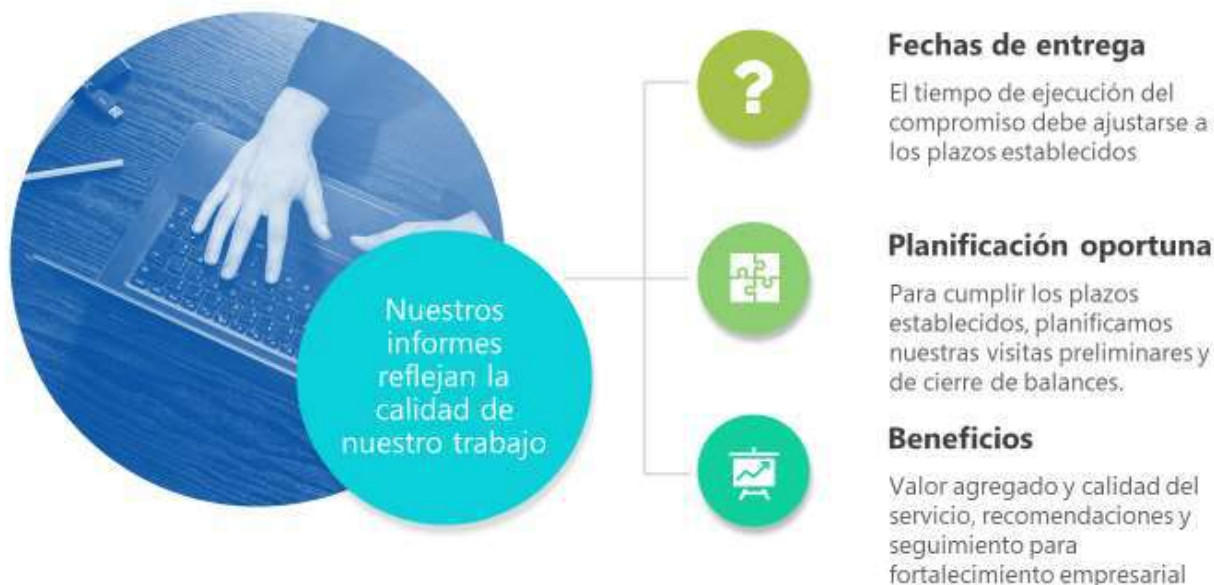 Nuestros
informes
reflejan la
calidad de
nuestro trabajo
?
Fechas de entrega
El tiempo de ejecución del
compromiso debe ajustarse a
los plazos establecidos
Planificación oportuna
Para cumplir los plazos
establecidos, planificamos
nuestras visitas preliminares y
de cierre de balances.
Beneficios
Valor agregado y calidad del
servicio, recomendaciones y
seguimiento para
fortalecimiento empresarial